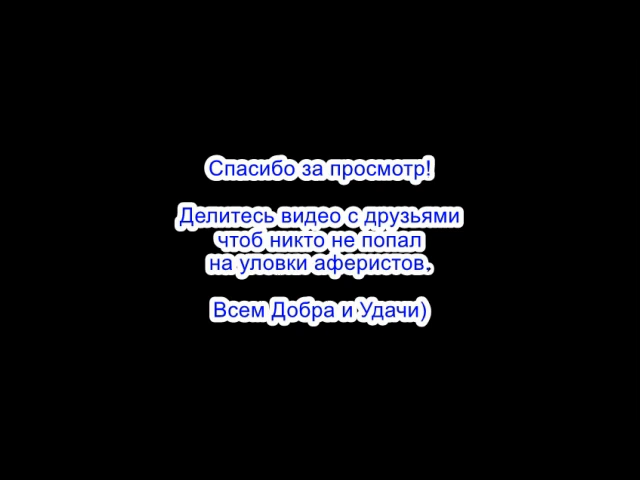 Спасибо за просмотр!
Делитесь видео с друзьями
чтоб никто не попал
на уловки аферистов.
Всем Добра и Удачи)